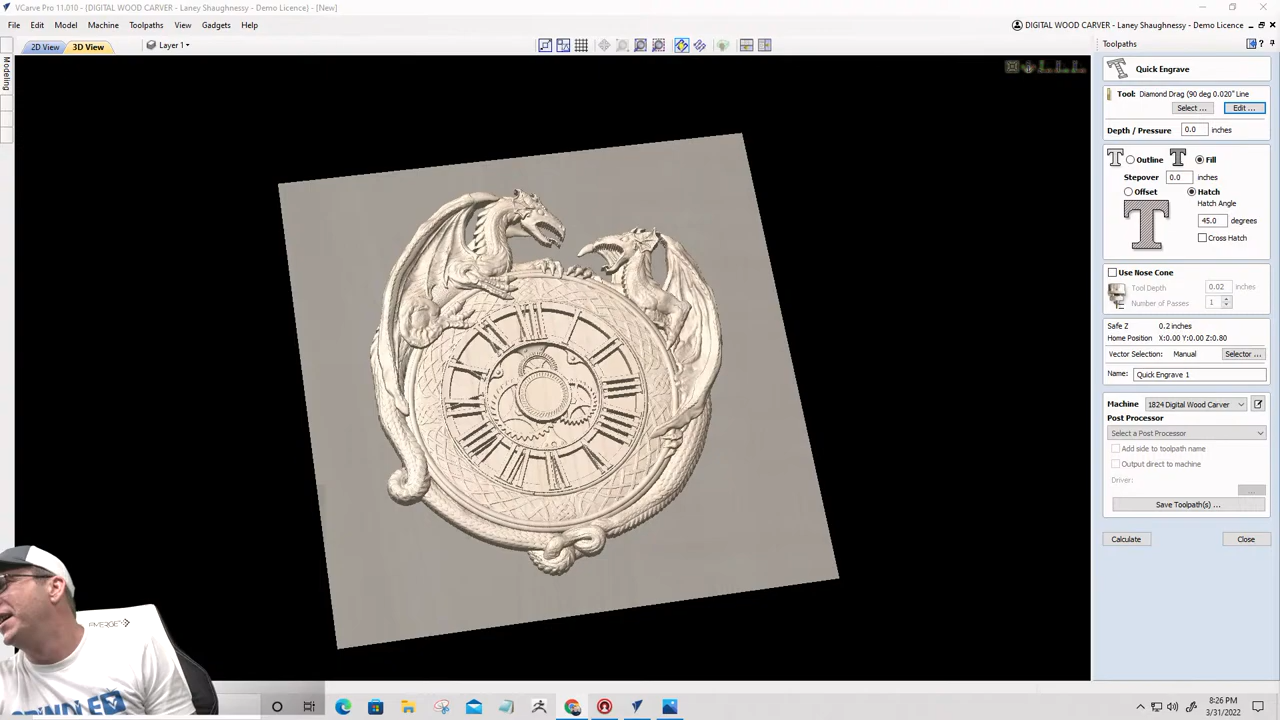 VCarve Pro 11.010 - {DIGITAL WOOD CARVER - Laney Shaughnessy - Demo Licence} - [New]
File Edit Model Machine Toolpaths View Gadgets Help
DIGITAL WOOD CARVER - Laney Shaughnessy - Demo Licence
2D View 3D View Layer 1
Modeling
Toolpaths
Quick Engrave
Tool: Diamond Drag (90 deg 0.020" Line
Select ... Edit ...
Depth / Pressure 0.0 inches
Outline Fill
Stepover 0.0 inches
Offset Hatch
Hatch Angle
45.0 degrees
Cross Hatch
Use Nose Cone
Tool Depth 0.02 inches
Number of Passes 1
Safe Z 0.2 inches
Home Position X:0.00 Y:0.00 Z:0.80
Vector Selection: Manual Selector ...
Name: Quick Engrave 1
Machine 1824 Digital Wood Carver
Post Processor
Select a Post Processor
Add side to toolpath name
Output direct to machine
Driver:
...
Save Toolpath(s) ...
Calculate Close
EMERGE
SPINDLE
8:26 PM
3/31/2022